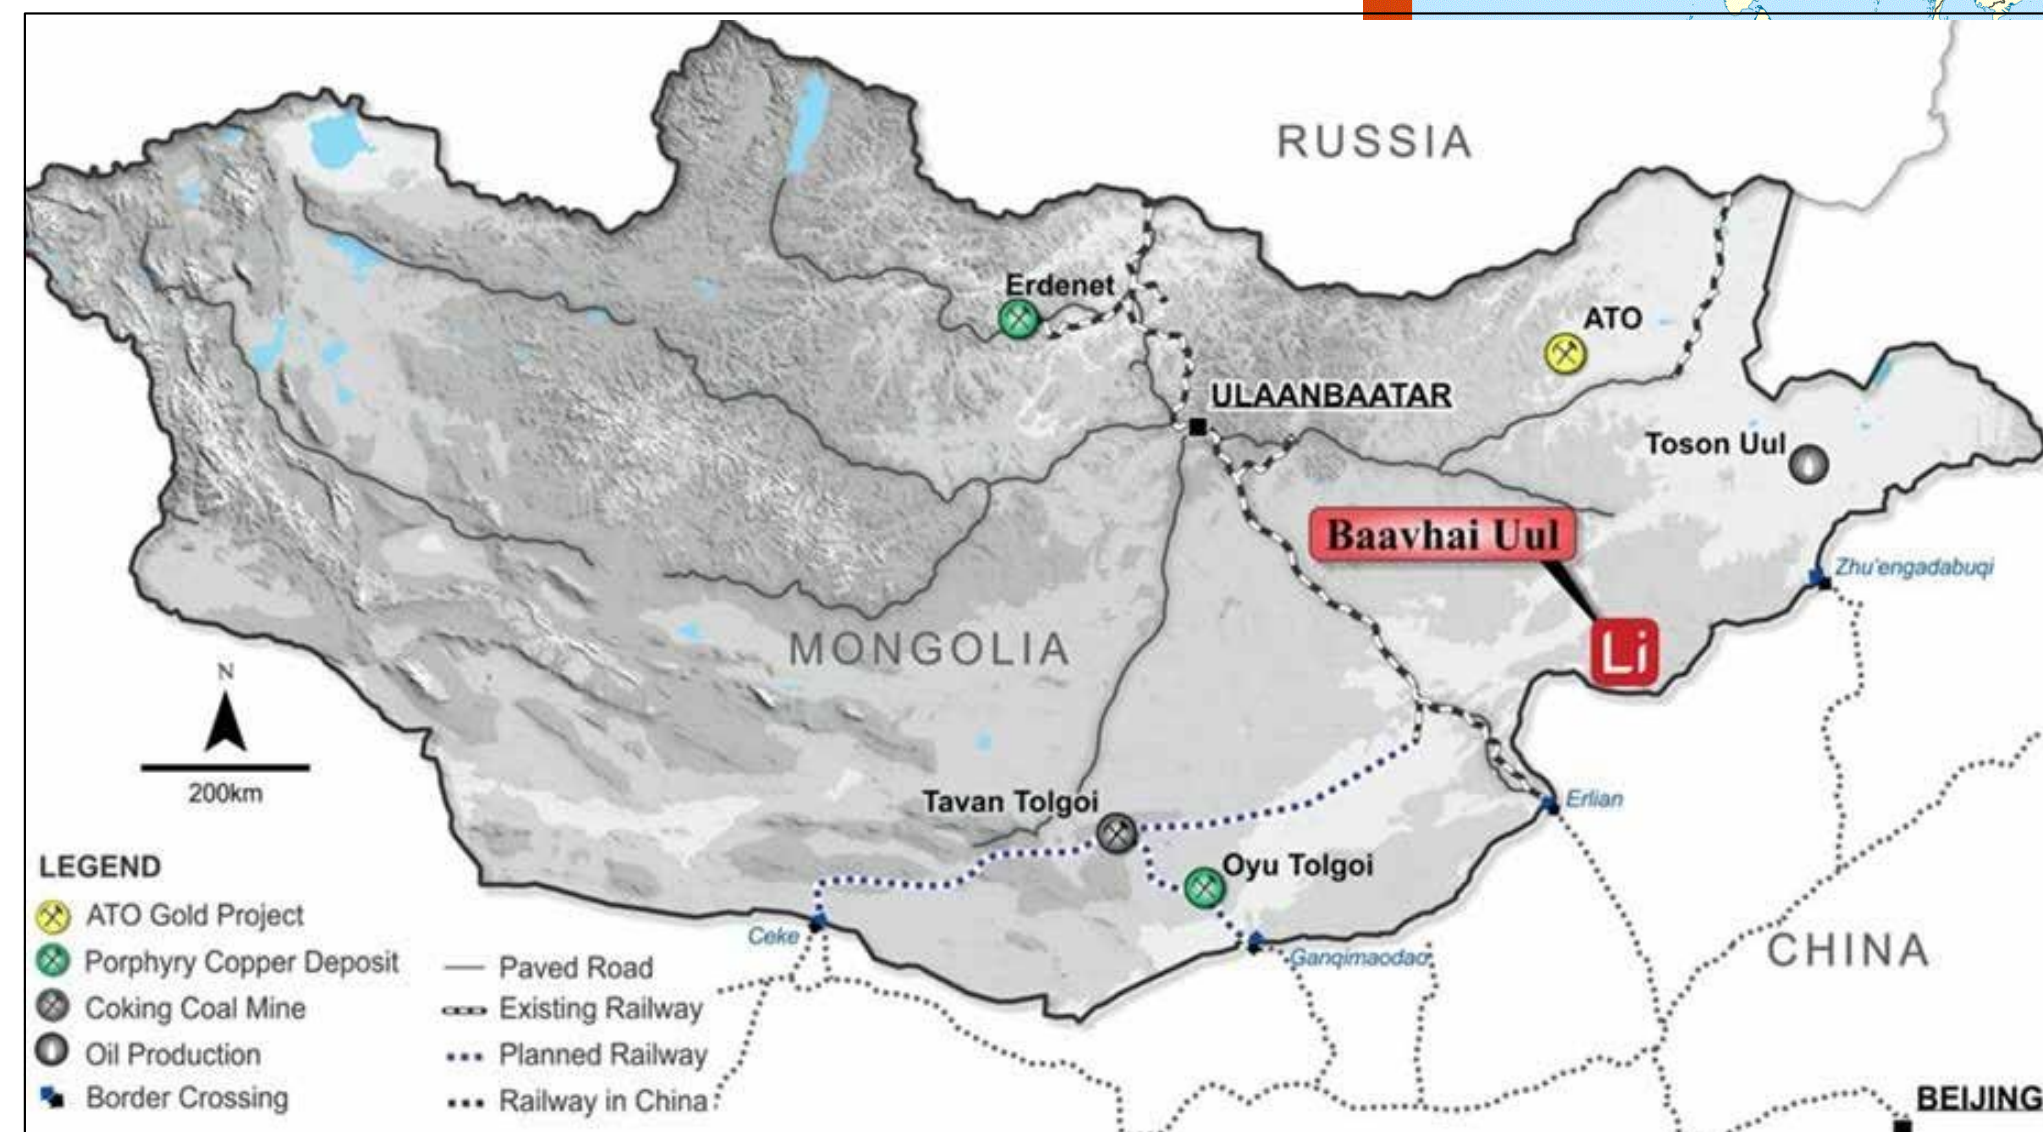 RUSSIA
Erdenet
ATO
ULAANBAATAR
Toson Uul
Baavhai Uul
Zhu'engadabuqi
Li
MONGOLIA
N
200km
Tavan Tolgoi
Erlian
Oyu Tolgoi
Ceke
Ganqimaodao
CHINA
LEGEND
ATO Gold Project
Porphyry Copper Deposit
Coking Coal Mine
Oil Production
Border Crossing
Paved Road
Existing Railway
Planned Railway
Railway in China
BEIJING